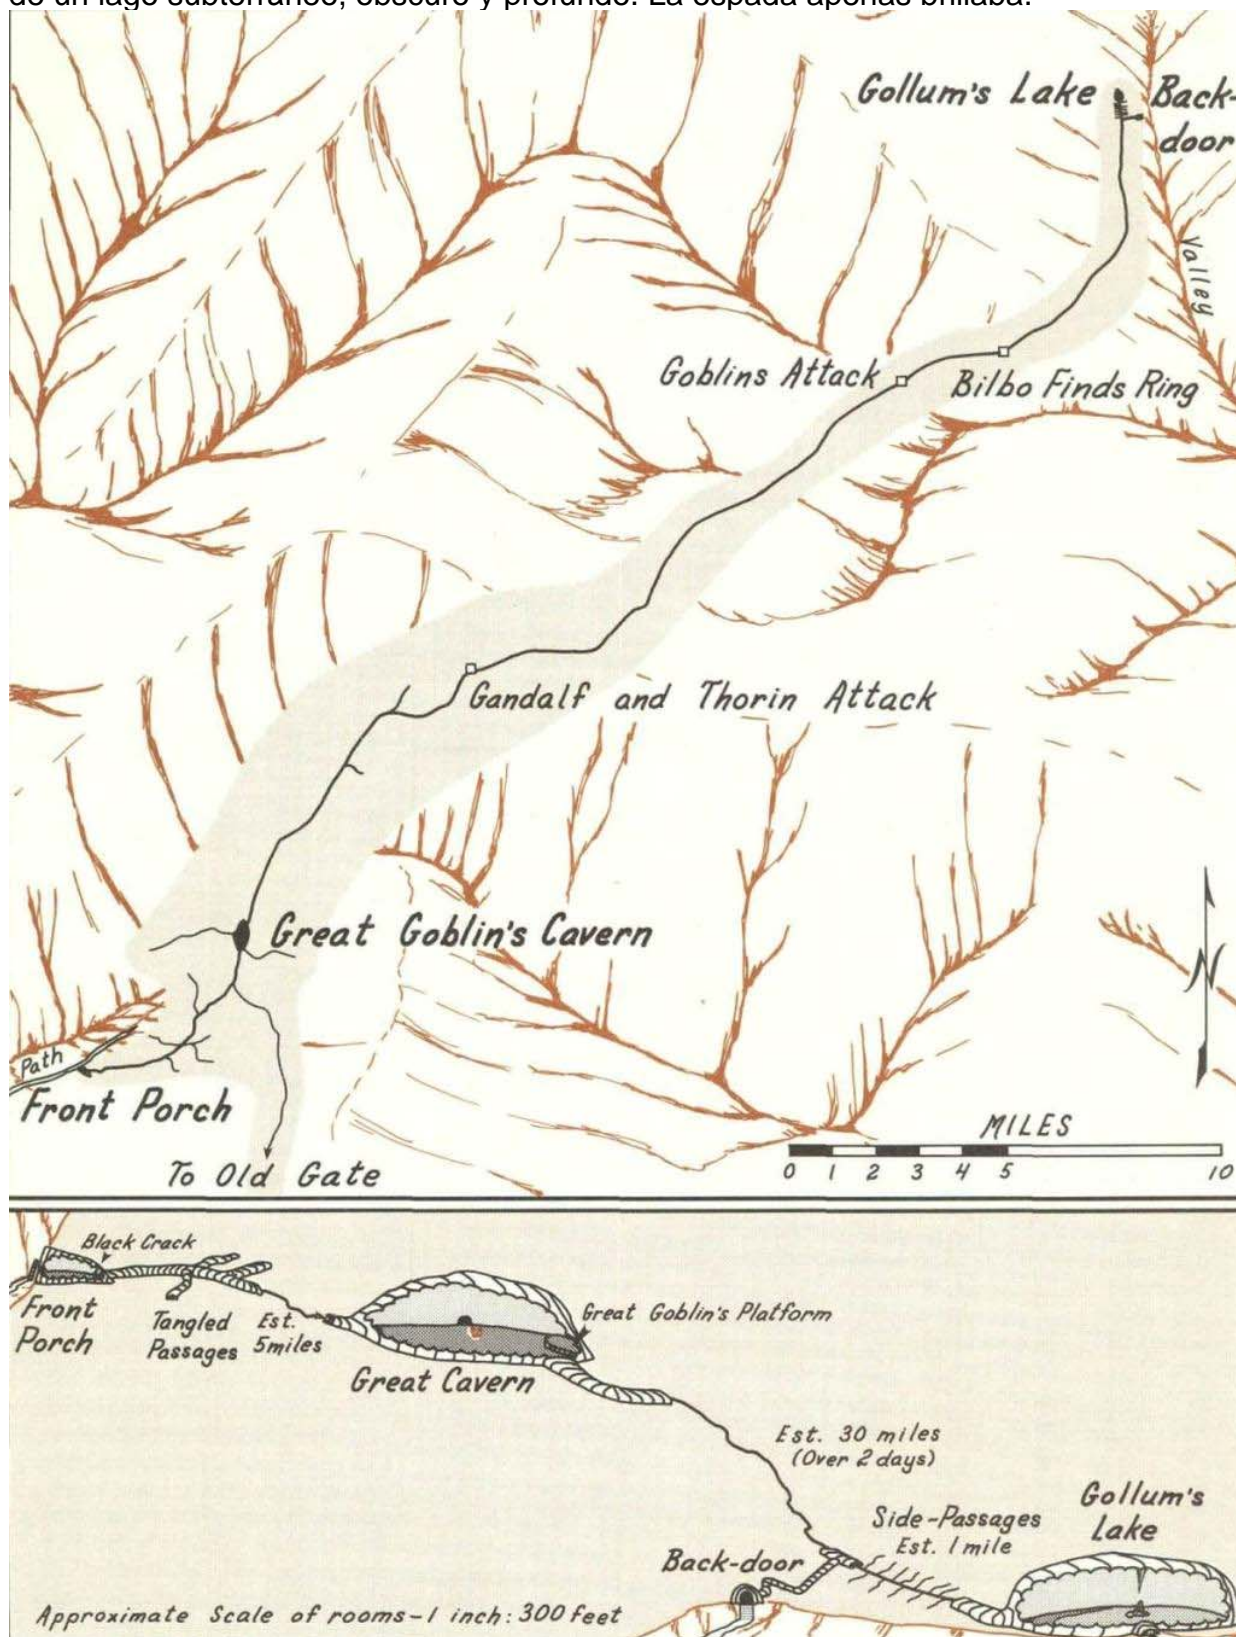 de un lago subterráneo, obscuro y profundo. La espada apenas brillaba.
Gollum's Lake
Back-
door
Valley
Goblins Attack
Bilbo Finds Ring
Gandalf and Thorin Attack
Great Goblin's Cavern
Path
Front Porch
To Old Gate
N
MILES
0 1 2 3 4 5 10
Black Crack
Front
Porch
Tangled
Passages
Est.
5 miles
Great Goblin's Platform
Great Cavern
Est. 30 miles
(Over 2 days)
Side-Passages
Est. 1 mile
Gollum's
Lake
Back-door
Approximate Scale of rooms-1 inch: 300 feet